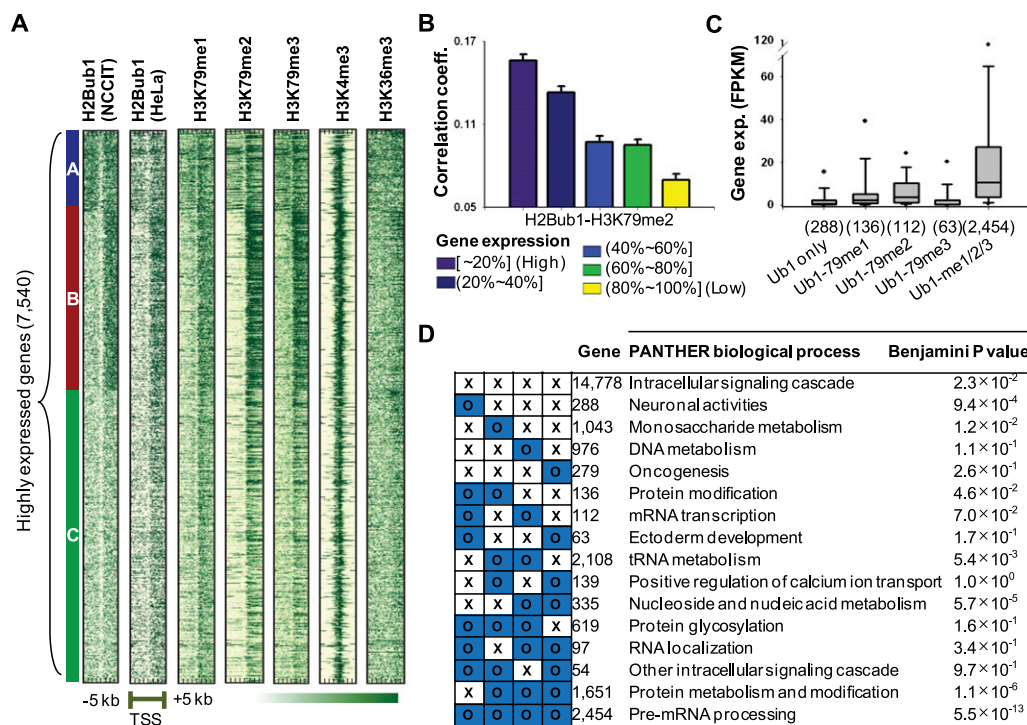 A
H2Bub1 (NCCIT)
H2Bub1 (HeLa)
H3K79me1
H3K79me2
H3K79me3
H3K4me3
H3K36me3
Highly expressed genes (7,540)
A
B
C
-5 kb
+5 kb
TSS
B
Correlation coeff.
0.17
0.11
0.05
H2Bub1-H3K79me2
Gene expression
[~20%] (High)
(20%~40%]
(40%~60%]
(60%~80%]
(80%~100%] (Low)
C
Gene exp. (FPKM)
120
60
40
20
0
(288) (136) (112) (63) (2,454)
Ub1 only
Ub1-79me1
Ub1-79me2
Ub1-79me3
Ub1-me1/2/3
D
Gene PANTHER biological process Benjamini P value
X X X X 14,778 Intracellular signaling cascade 2.3×10⁻²
O X X X 288 Neuronal activities 9.4×10⁻⁴
X O X X 1,043 Monosaccharide metabolism 1.2×10⁻²
X X O X 976 DNA metabolism 1.1×10⁻¹
X X X O 279 Oncogenesis 2.6×10⁻¹
O O X X 136 Protein modification 4.6×10⁻²
O X O X 112 mRNA transcription 7.0×10⁻²
O X X O 63 Ectoderm development 1.7×10⁻¹
X O O X 2,108 tRNA metabolism 5.4×10⁻³
X O X O 139 Positive regulation of calcium ion transport 1.0×10⁰
X X O O 335 Nucleoside and nucleic acid metabolism 5.7×10⁻⁵
O O O X 619 Protein glycosylation 1.6×10⁻¹
O X O O 97 RNA localization 3.4×10⁻¹
O O X O 54 Other intracellular signaling cascade 9.7×10⁻¹
X O O O 1,651 Protein metabolism and modification 1.1×10⁻⁶
O O O O 2,454 Pre-mRNA processing 5.5×10⁻¹³